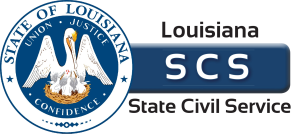 STATE OF LOUISIANA
UNION · JUSTICE
CONFIDENCE
Louisiana
SCS
State Civil Service